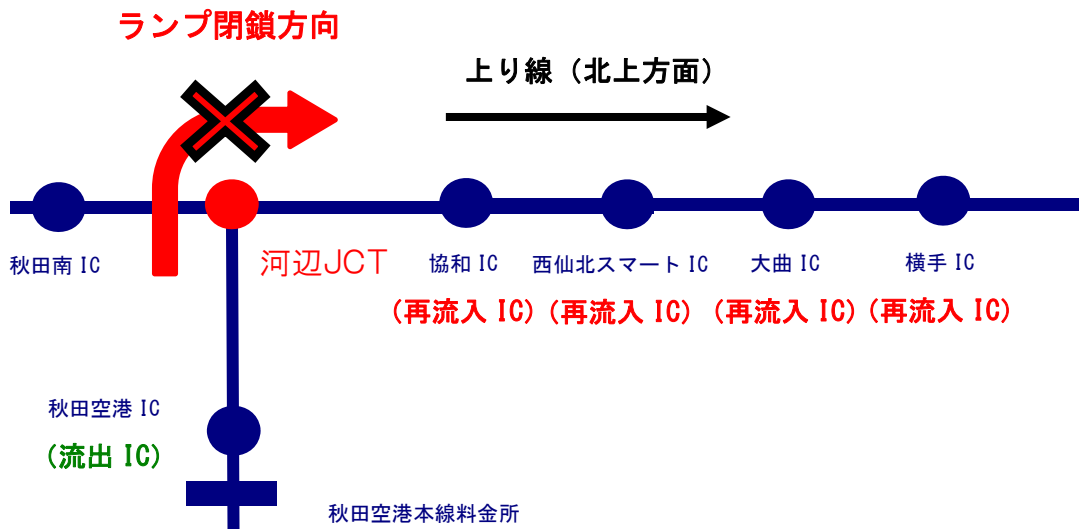 ランプ閉鎖方向
上り線（北上方面）
秋田南 IC
河辺JCT
協和 IC
西仙北スマート IC
大曲 IC
横手 IC
(再流入 IC)
(再流入 IC)
(再流入 IC)
(再流入 IC)
秋田空港 IC
(流出 IC)
秋田空港本線料金所